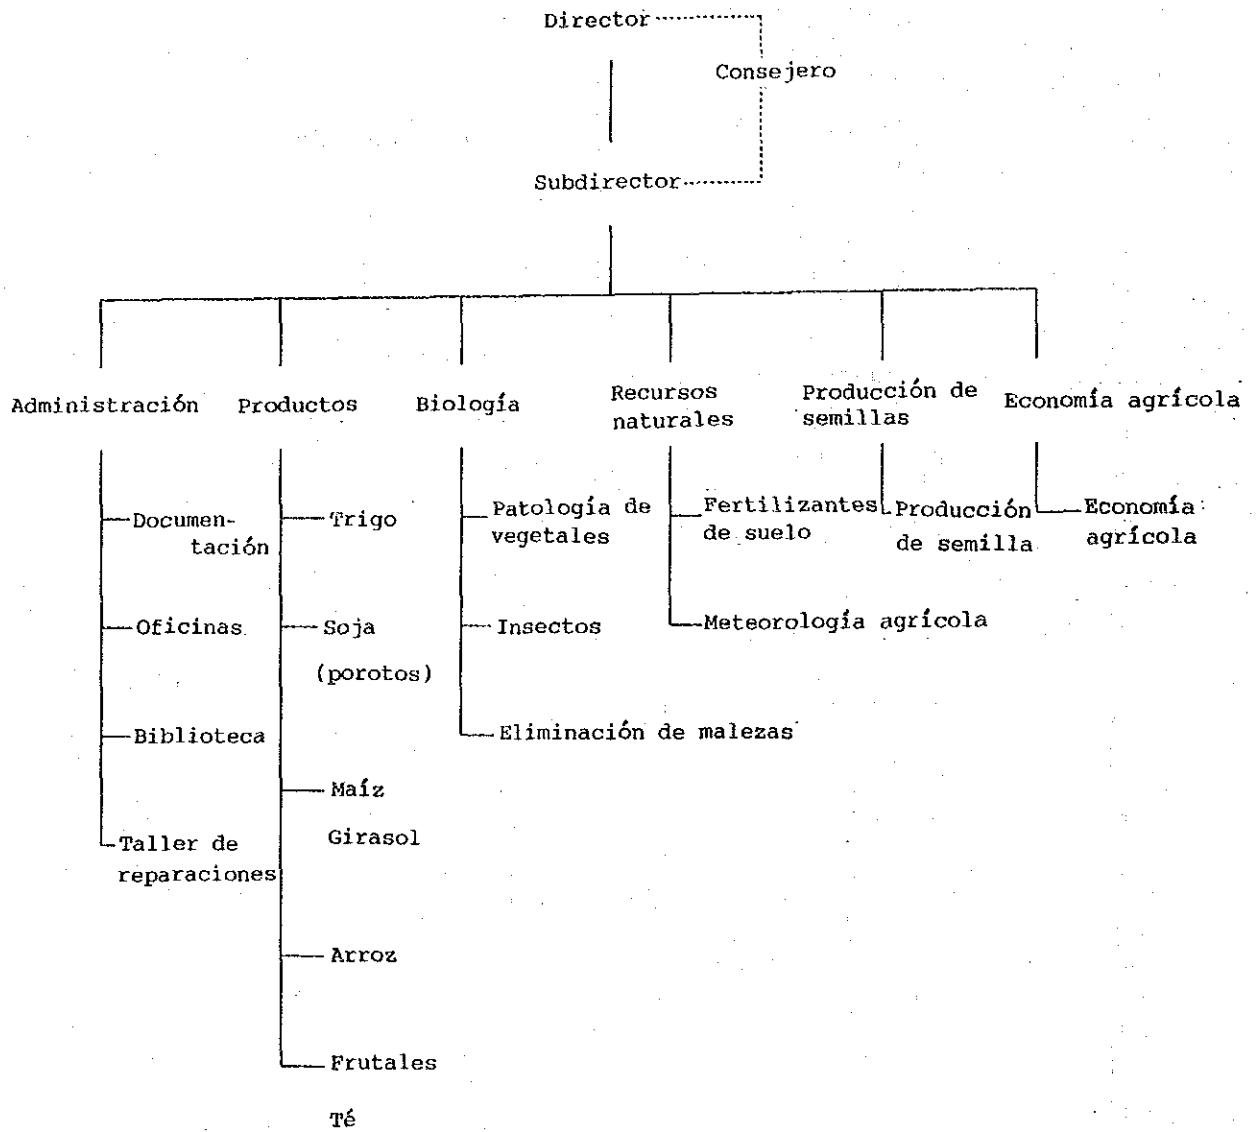 Director
Consejero
Subdirector
Administración
Productos
Biología
Recursos
naturales
Producción de
semillas
Economía agrícola
Documen-
tación
Oficinas
Biblioteca
Taller de
reparaciones
Trigo
Soja
(porotos)
Maíz
Girasol
Arroz
Frutales
Té
Patología de
vegetales
Insectos
Eliminación de malezas
Fertilizantes
de suelo
Meteorología agrícola
Producción
de semilla
Economía
agrícola